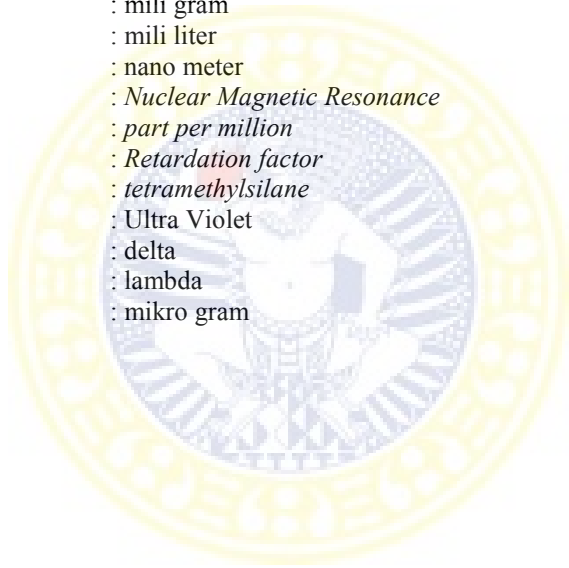 : mili gram
: mili liter
: nano meter
: Nuclear Magnetic Resonance
: part per million
: Retardation factor
: tetramethylsilane
: Ultra Violet
: delta
: lambda
: mikro gram